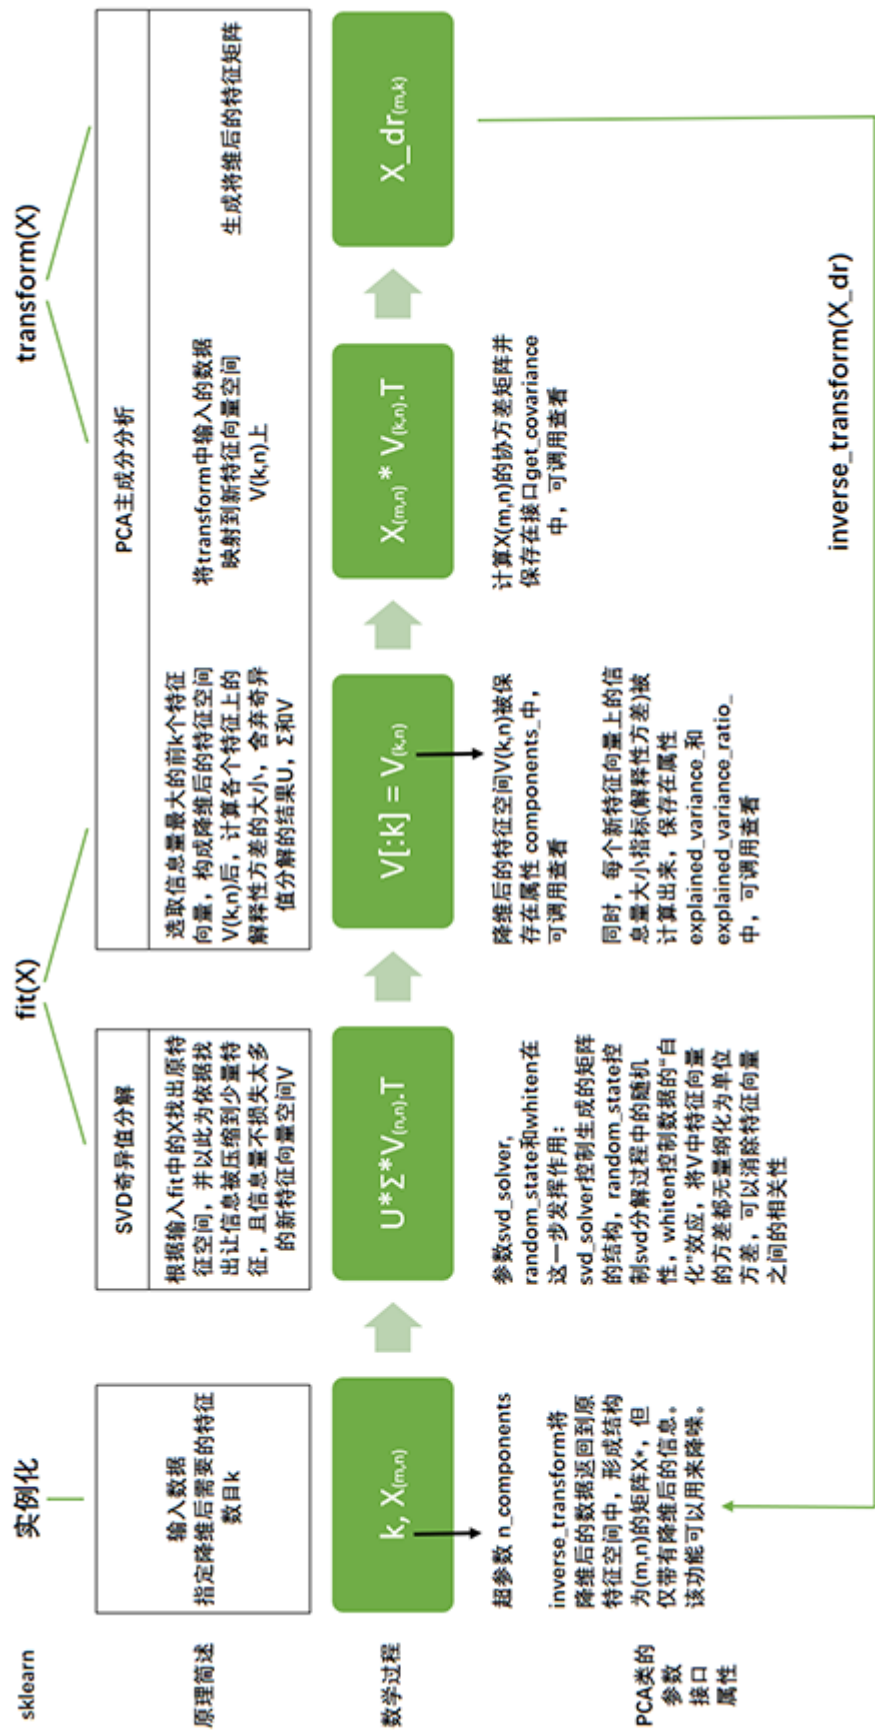 sklearn
实例化
fit(X)
transform(X)
原理简述
输入数据
指定降维后需要的特征
数目k
SVD奇异值分解
根据输入fit中的X找出原特
征空间，并以此为依据找
出让信息被压缩到少量特
征，且信息量不损失太多
的新特征向量空间V
PCA主成分分析
选取信息量最大的前k个特征
向量，构成降维后的特征空间
V(k,n)后，计算各个特征上的
解释性方差的大小，舍弃奇异
值分解的结果U，Σ和V
将transform中输入的数据
映射到新特征向量空间
V(k,n)上
生成将维后的特征矩阵
数学过程
k, X(m,n)
U*Σ*V(n,n).T
V[:k] = V(k,n)
X(m,n) * V(k,n).T
X_dr(m,k)
PCA类的
参数
接口
属性
超参数 n_components
inverse_transform将
降维后的数据返回到原
特征空间中，形成结构
为(m,n)的矩阵X*，但
仅带有降维后的信息。
该功能可以用来降噪。
参数svd_solver,
random_state和whiten在
这一步发挥作用：
svd_solver控制生成的矩阵
的结构，random_state控
制svd分解过程中的随机
性，whiten控制数据的“白
化”效应，将V中特征向量
的方差都无量纲化为单位
方差，可以消除特征向量
之间的相关性
降维后的特征空间V(k,n)被保
存在属性 components_中，
可调用查看
同时，每个新特征向量上的信
息量大小指标(解释性方差)被
计算出来，保存在属性
explained_variance_和
explained_variance_ratio_
中，可调用查看
计算X(m,n)的协方差矩阵并
保存在接口get_covariance
中，可调用查看
inverse_transform(X_dr)